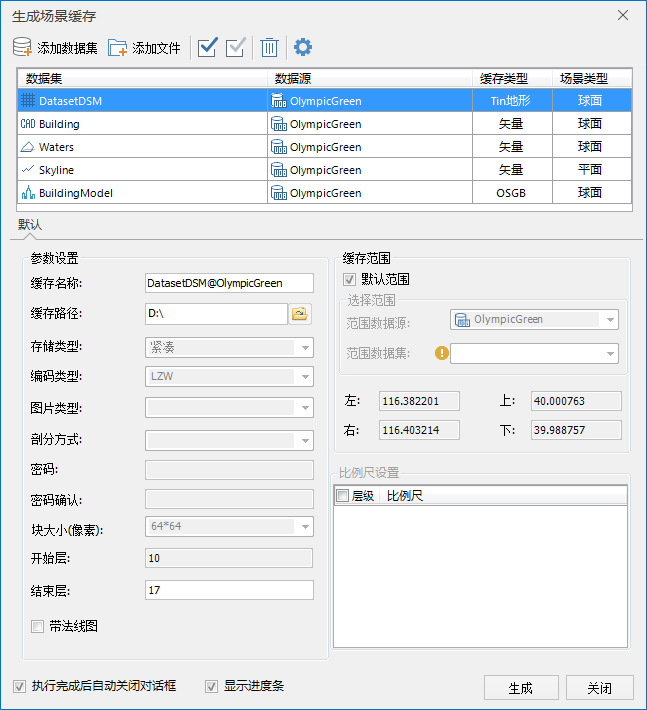 生成场景缓存
添加数据集 添加文件
数据集 数据源 缓存类型 场景类型
DatasetDSM OlympicGreen Tin地形 球面
CAD Building OlympicGreen 矢量 球面
Waters OlympicGreen 矢量 球面
Skyline OlympicGreen 矢量 平面
BuildingModel OlympicGreen OSGB 球面
默认
参数设置
缓存名称: DatasetDSM@OlympicGreen
缓存路径: D:\
存储类型: 紧凑
编码类型: LZW
图片类型:
剖分方式:
密码:
密码确认:
块大小(像素): 64*64
开始层: 10
结束层: 17
带法线图
缓存范围
默认范围
选择范围
范围数据源: OlympicGreen
范围数据集:
左: 116.382201 上: 40.000763
右: 116.403214 下: 39.988757
比例尺设置
层级 比例尺
执行完成后自动关闭对话框 显示进度条 生成 关闭